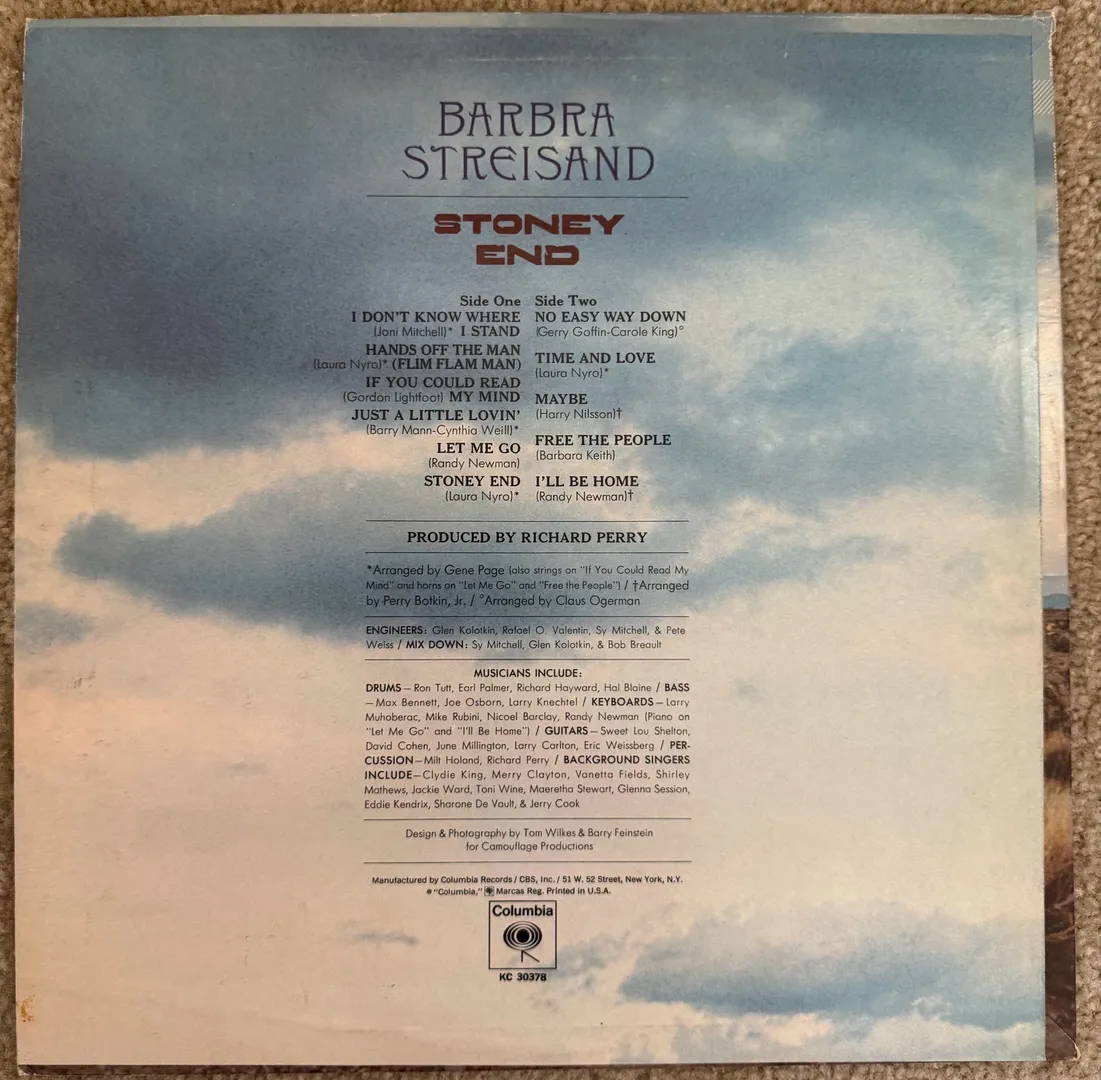 BARBRA
STREISAND
STONEY
END
Side One
I DON'T KNOW WHERE
(Joni Mitchell)* I STAND
HANDS OFF THE MAN
(Laura Nyro)* (FLIM FLAM MAN)
IF YOU COULD READ
(Gordon Lightfoot) MY MIND
JUST A LITTLE LOVIN'
(Barry Mann-Cynthia Weill)*
LET ME GO
(Randy Newman)
STONEY END
(Laura Nyro)*
Side Two
NO EASY WAY DOWN
(Gerry Goffin-Carole King)°
TIME AND LOVE
(Laura Nyro)*
MAYBE
(Harry Nilsson)†
FREE THE PEOPLE
(Barbara Keith)
I'LL BE HOME
(Randy Newman)†
PRODUCED BY RICHARD PERRY
*Arranged by Gene Page (also strings on "If You Could Read My
Mind" and horns on "Let Me Go" and "Free the People") / †Arranged
by Perry Botkin, Jr. / °Arranged by Claus Ogerman
ENGINEERS: Glen Kolotkin, Rafael O. Valentin, Sy Mitchell, & Pete
Weiss / MIX DOWN: Sy Mitchell, Glen Kolotkin, & Bob Breault
MUSICIANS INCLUDE:
DRUMS—Ron Tutt, Earl Palmer, Richard Hayward, Hal Blaine / BASS
—Max Bennett, Joe Osborn, Larry Knechtel / KEYBOARDS—Larry
Muhoberac, Mike Rubini, Nicoel Barclay, Randy Newman (Piano on
"Let Me Go" and "I'll Be Home") / GUITARS—Sweet Lou Shelton,
David Cohen, June Millington, Larry Carlton, Eric Weissberg / PER-
CUSSION—Milt Holand, Richard Perry / BACKGROUND SINGERS
INCLUDE—Clydie King, Merry Clayton, Vanetta Fields, Shirley
Mathews, Jackie Ward, Toni Wine, Maeretha Stewart, Glenna Session,
Eddie Kendrix, Sharone De Vault, & Jerry Cook
Design & Photography by Tom Wilkes & Barry Feinstein
for Camouflage Productions
Manufactured by Columbia Records / CBS, Inc. / 51 W. 52 Street, New York, N.Y.
® "Columbia," Marcas Reg. Printed in U.S.A.
Columbia
KC 30378